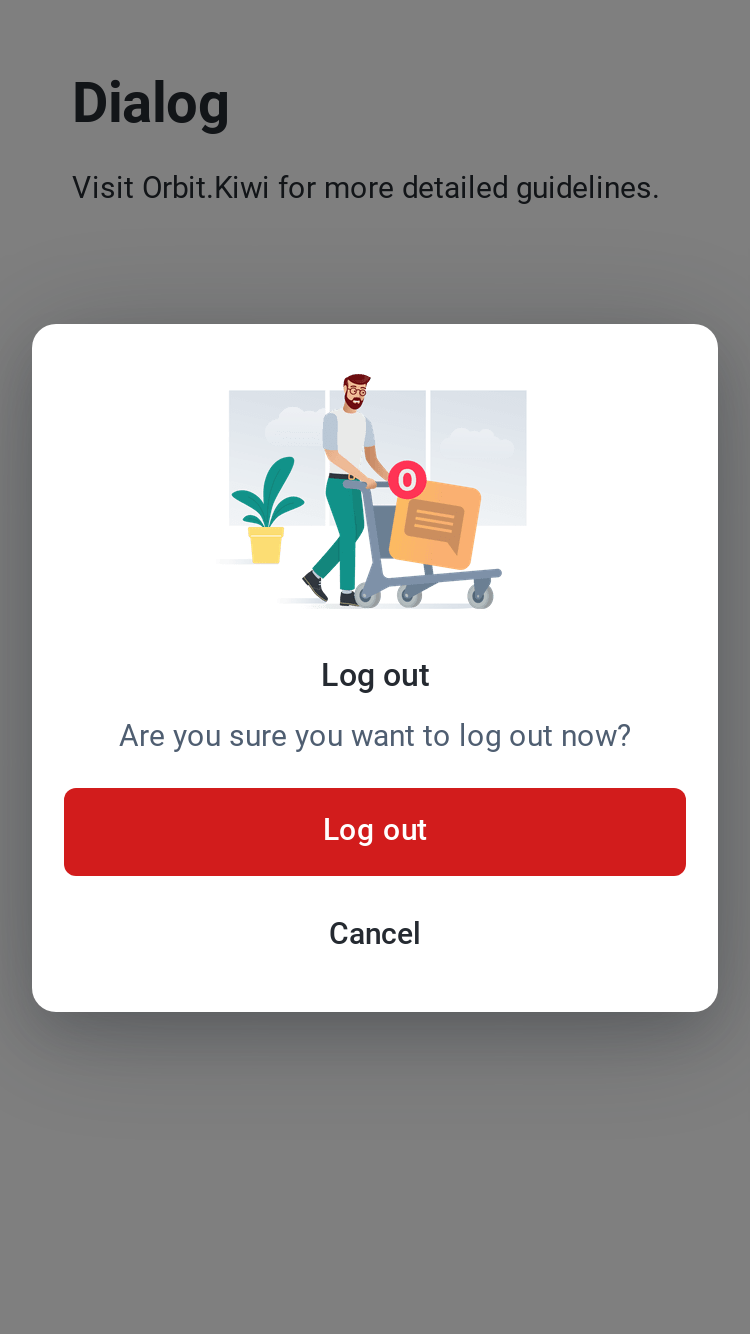 Dialog
Visit Orbit.Kiwi for more detailed guidelines.
0
Log out
Are you sure you want to log out now?
Log out
Cancel